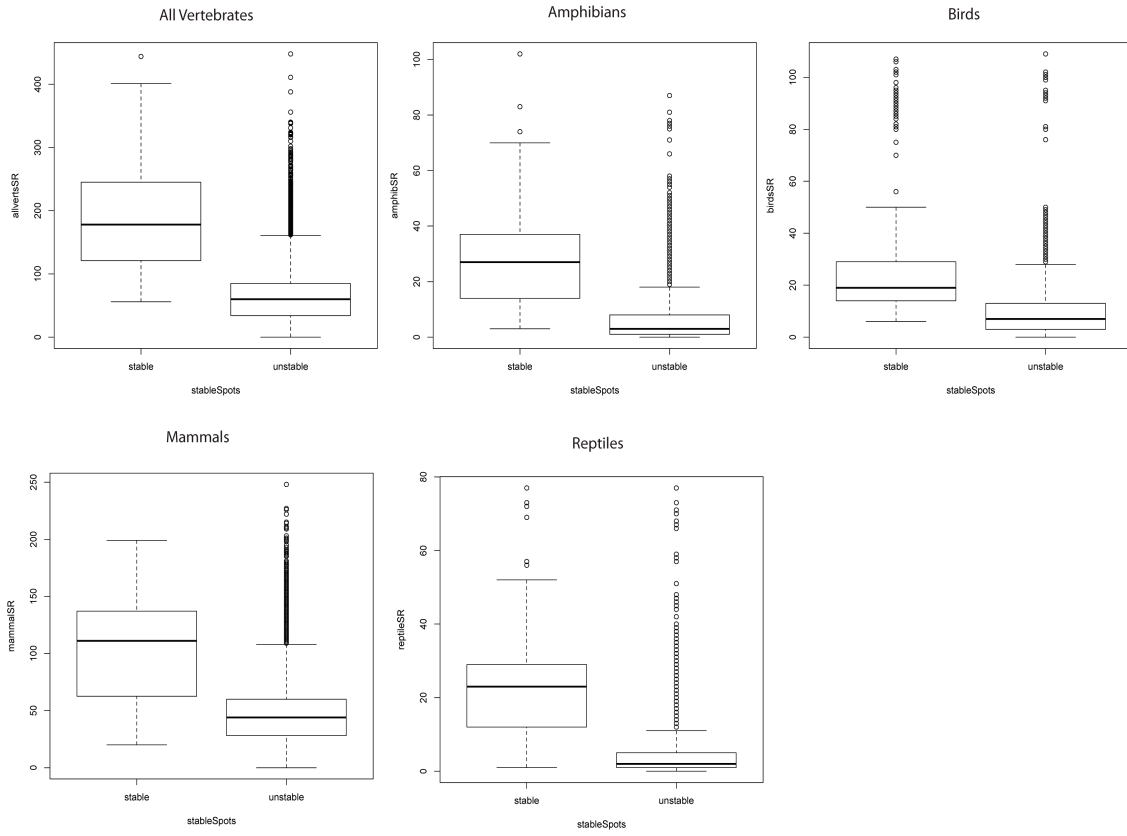 All Vertebrates
allvertsSR
400
300
200
100
0
stable
unstable
stableSpots
Amphibians
amphibSR
100
80
60
40
20
0
stable
unstable
stableSpots
Birds
birdsSR
100
80
60
40
20
0
stable
unstable
stableSpots
Mammals
mammalSR
250
200
150
100
50
0
stable
unstable
stableSpots
Reptiles
reptileSR
80
60
40
20
0
stable
unstable
stableSpots